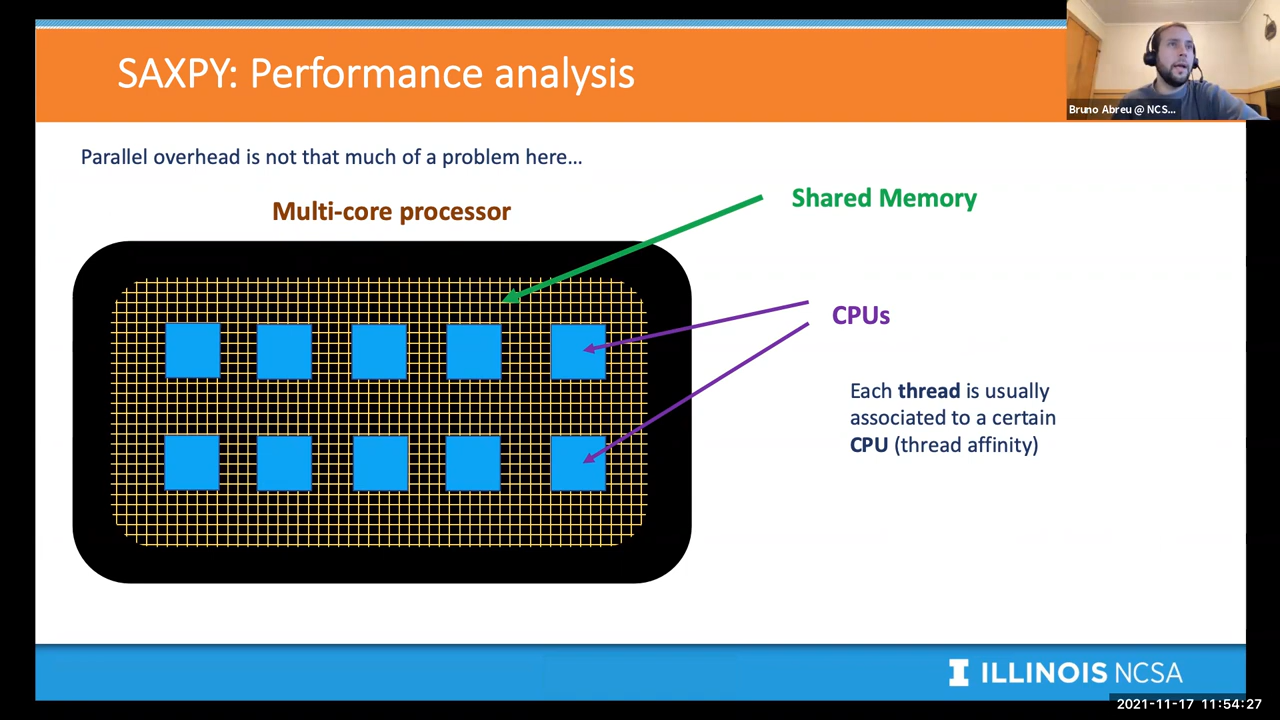 SAXPY: Performance analysis
Bruno Abreu @ NCS...
Parallel overhead is not that much of a problem here...
Multi-core processor
Shared Memory
CPUs
Each thread is usually
associated to a certain
CPU (thread affinity)
I ILLINOIS NCSA
2021-11-17 11:54:27